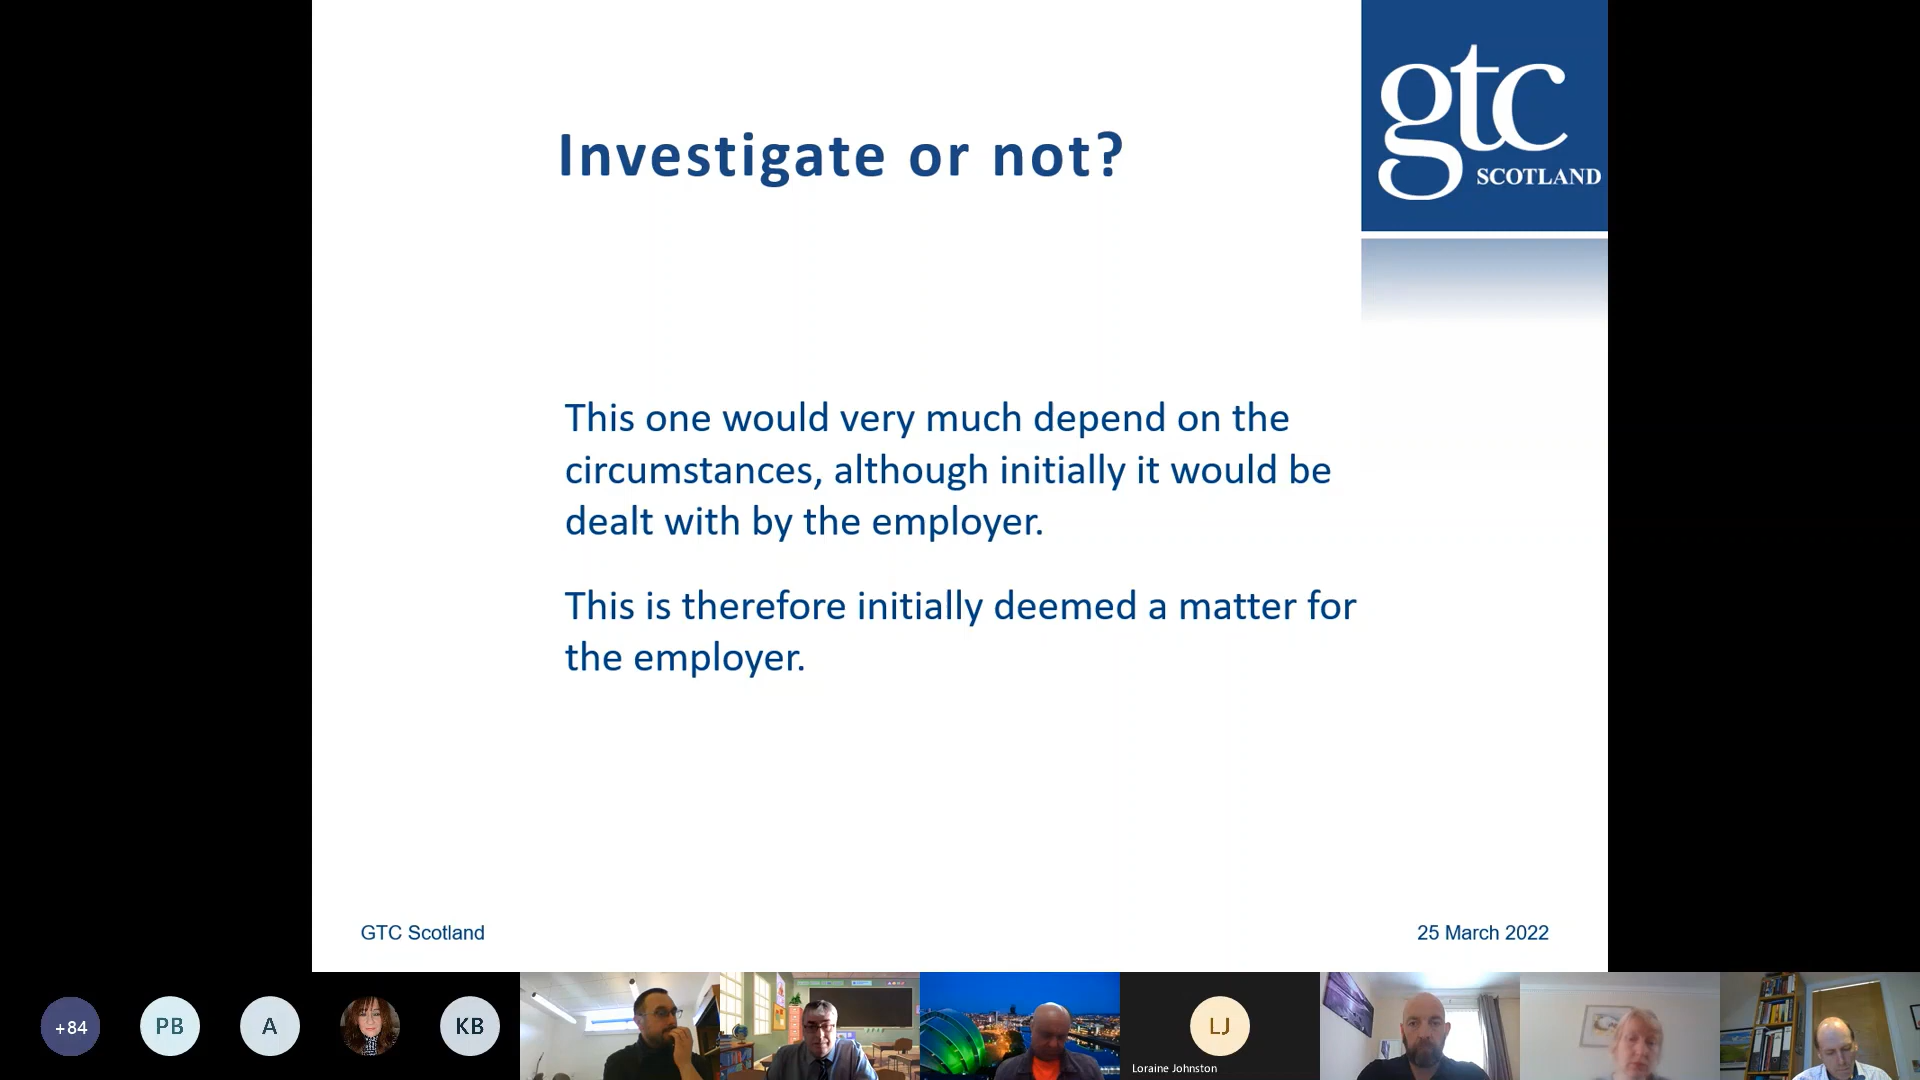 Investigate or not?
gtc
SCOTLAND
This one would very much depend on the
circumstances, although initially it would be
dealt with by the employer.
This is therefore initially deemed a matter for
the employer.
GTC Scotland
25 March 2022
+84
PB
A
KB
LJ
Loraine Johnston